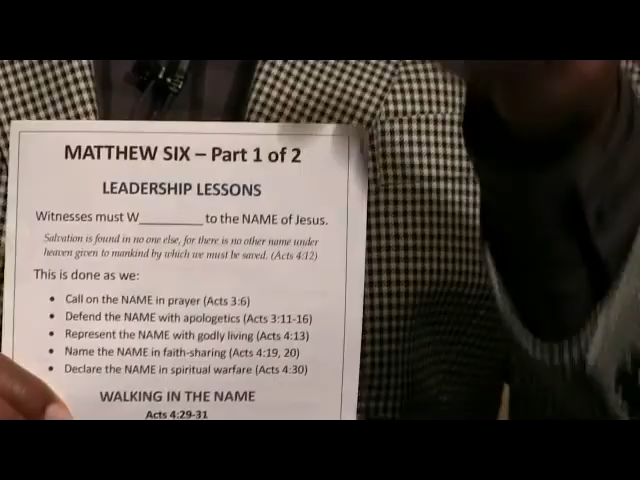 MATTHEW SIX – Part 1 of 2
LEADERSHIP LESSONS
Witnesses must W__________ to the NAME of Jesus.
Salvation is found in no one else, for there is no other name under
heaven given to mankind by which we must be saved. (Acts 4:12)
This is done as we:
• Call on the NAME in prayer (Acts 3:6)
• Defend the NAME with apologetics (Acts 3:11-16)
• Represent the NAME with godly living (Acts 4:13)
• Name the NAME in faith-sharing (Acts 4:19, 20)
• Declare the NAME in spiritual warfare (Acts 4:30)
WALKING IN THE NAME
Acts 4:29-31